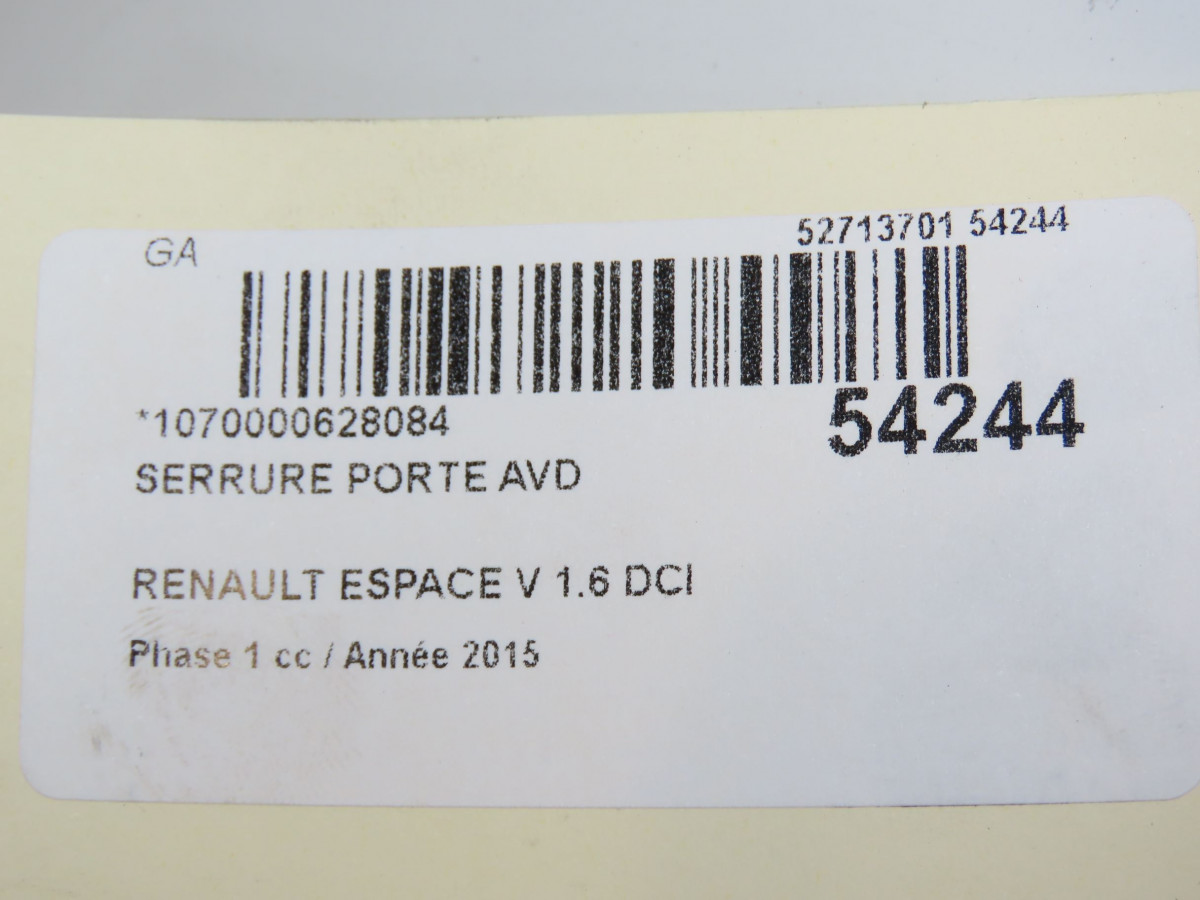 GA
52713701 54244
*1070000628084
54244
SERRURE PORTE AVD
RENAULT ESPACE V 1.6 DCI
Phase 1 cc / Année 2015